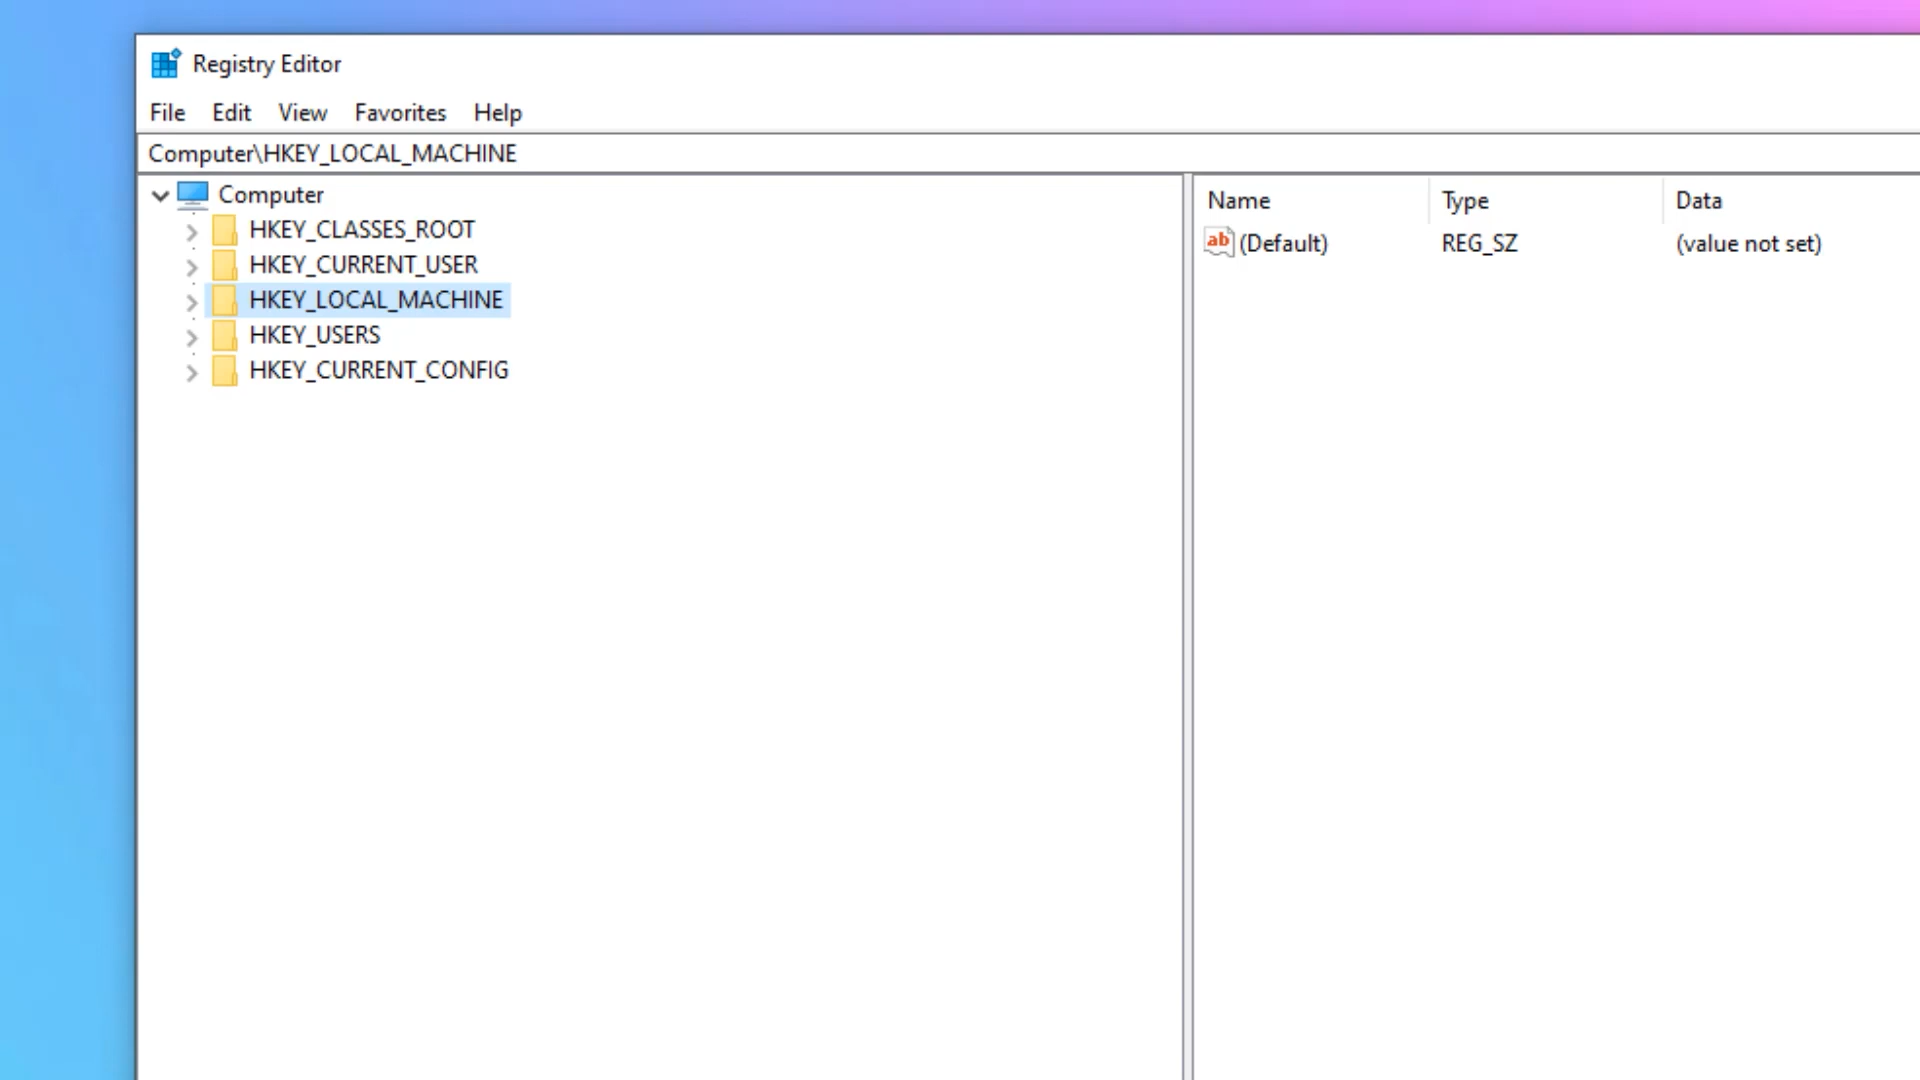 Registry Editor
File Edit View Favorites Help
Computer\HKEY_LOCAL_MACHINE
Computer
HKEY_CLASSES_ROOT
HKEY_CURRENT_USER
HKEY_LOCAL_MACHINE
HKEY_USERS
HKEY_CURRENT_CONFIG
Name Type Data
ab (Default) REG_SZ (value not set)